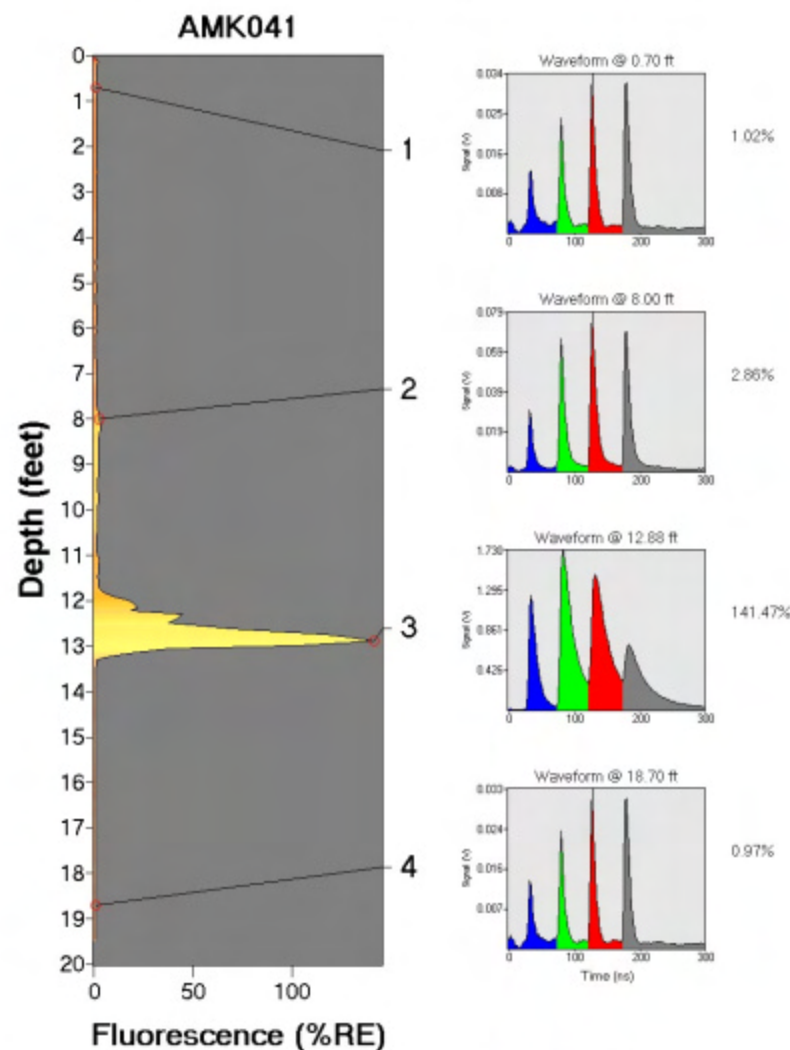 AMK041
0
1
2
3
4
5
6
7
8
9
10
11
12
13
14
15
16
17
18
19
20
Depth (feet)
0 50 100
Fluorescence (%RE)
1
2
3
4
Waveform @ 0.70 ft
0.034
0.025
0.016
0.008
Signal (V)
0 100 200 300
1.02%
Waveform @ 8.00 ft
0.079
0.059
0.039
0.019
Signal (V)
0 100 200 300
2.86%
Waveform @ 12.88 ft
1.730
1.295
0.861
0.426
Signal (V)
0 100 200 300
141.47%
Waveform @ 18.70 ft
0.033
0.024
0.016
0.007
Signal (V)
0 100 200 300
Time (ns)
0.97%